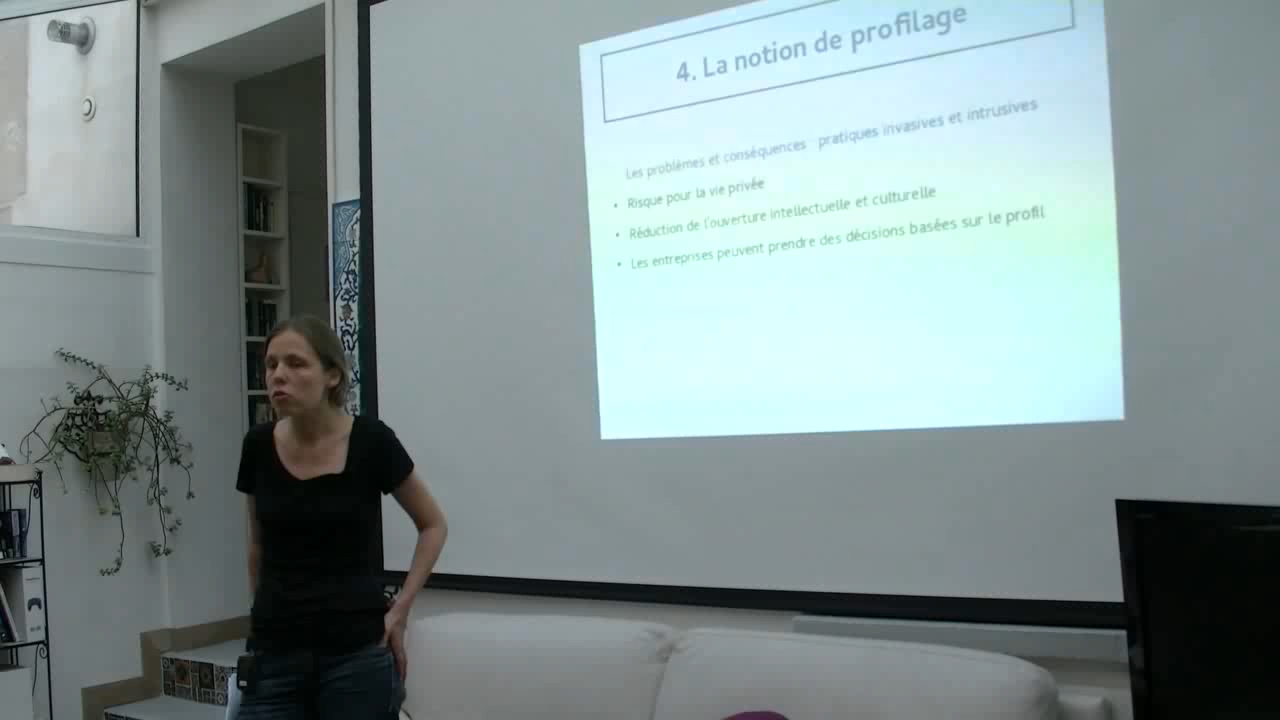 4. La notion de profilage
Les problèmes et conséquences pratiques invasives et intrusives
• Risque pour la vie privée
• Réduction de l'ouverture intellectuelle et culturelle
• Les entreprises peuvent prendre des décisions basées sur le profil